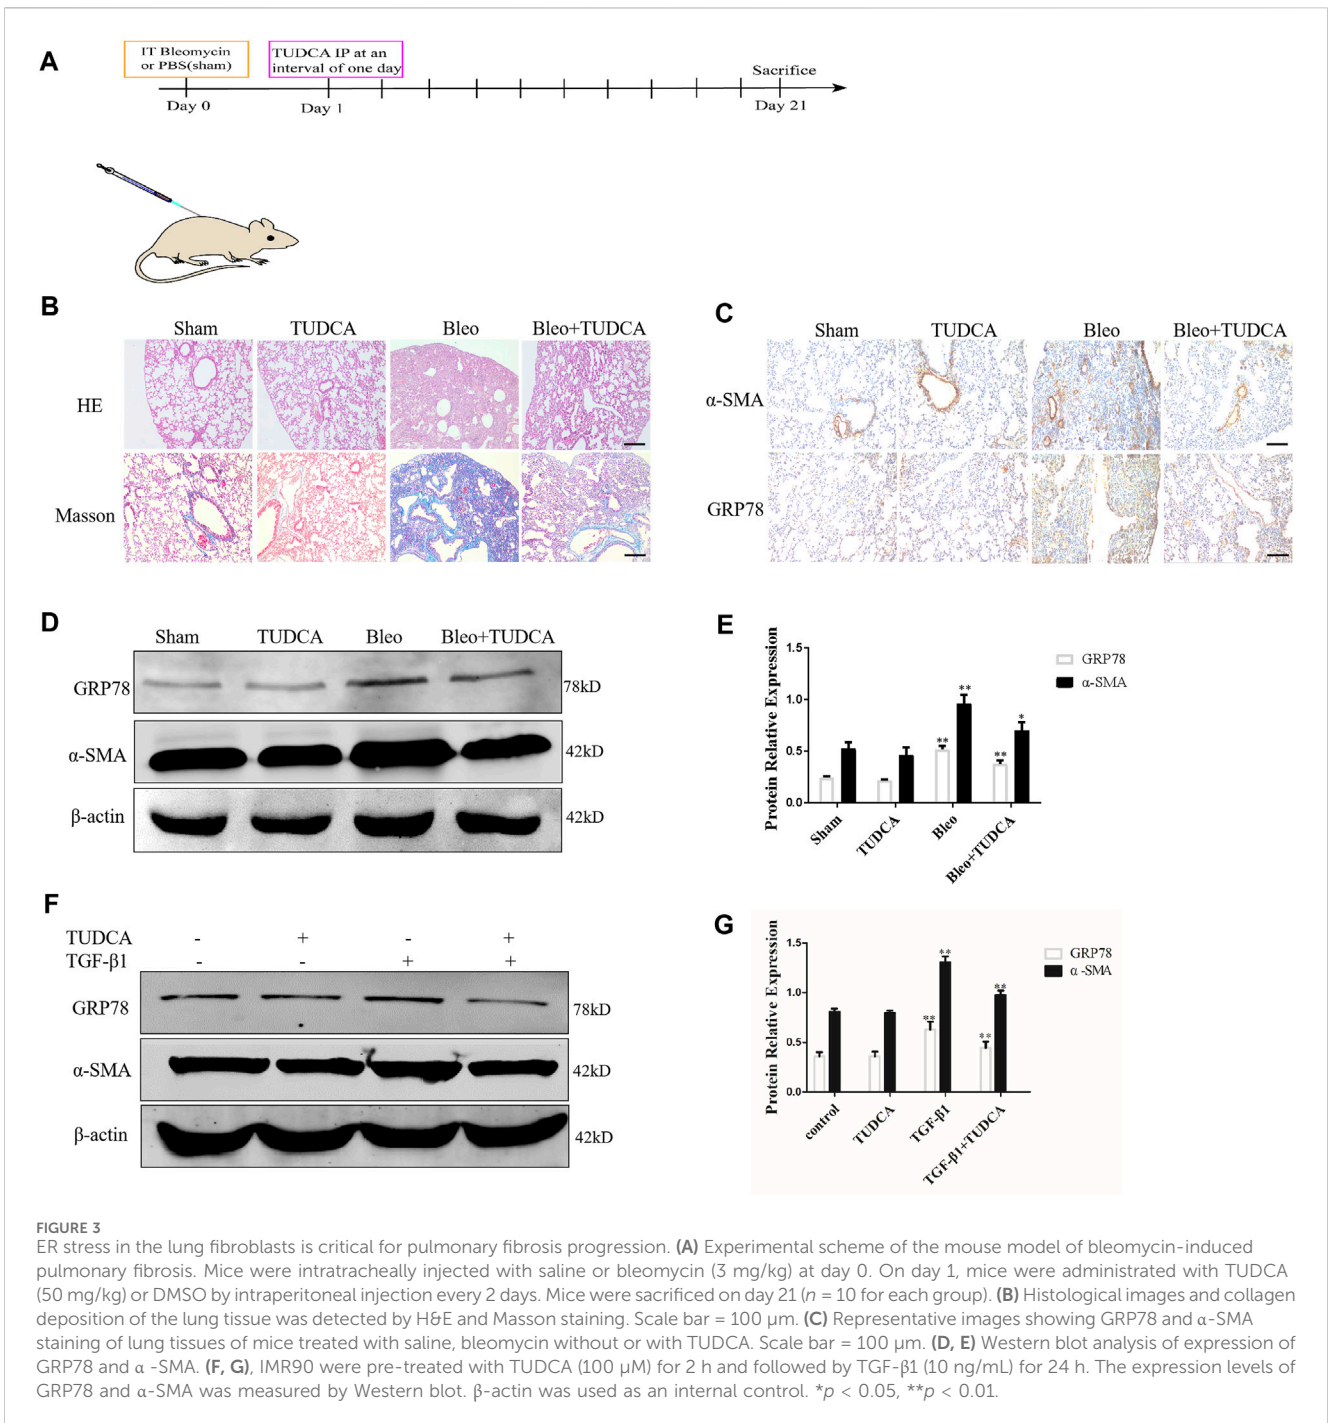 A
IT Bleomycin
or PBS(sham)
TUDCA IP at an
interval of one day
Sacrifice
Day 0
Day 1
Day 21
B
Sham
TUDCA
Bleo
Bleo+TUDCA
HE
Masson
C
Sham
TUDCA
Bleo
Bleo+TUDCA
α-SMA
GRP78
D
Sham
TUDCA
Bleo
Bleo+TUDCA
GRP78
78kD
α-SMA
42kD
β-actin
42kD
E
Protein Relative Expression
1.5
1.0
0.5
0.0
GRP78
α-SMA
**
**
**
*
Sham
TUDCA
Bleo
Bleo+TUDCA
F
TUDCA - + - +
TGF-β1 - - + +
GRP78
78kD
α-SMA
42kD
β-actin
42kD
G
Protein Relative Expression
1.5
1.0
0.5
0.0
GRP78
α -SMA
**
**
**
**
control
TUDCA
TGF-β1
TGF-β1+TUDCA
FIGURE 3
ER stress in the lung fibroblasts is critical for pulmonary fibrosis progression. (A) Experimental scheme of the mouse model of bleomycin-induced
pulmonary fibrosis. Mice were intratracheally injected with saline or bleomycin (3 mg/kg) at day 0. On day 1, mice were administrated with TUDCA
(50 mg/kg) or DMSO by intraperitoneal injection every 2 days. Mice were sacrificed on day 21 (n = 10 for each group). (B) Histological images and collagen
deposition of the lung tissue was detected by H&E and Masson staining. Scale bar = 100 μm. (C) Representative images showing GRP78 and α-SMA
staining of lung tissues of mice treated with saline, bleomycin without or with TUDCA. Scale bar = 100 μm. (D, E) Western blot analysis of expression of
GRP78 and α -SMA. (F, G), IMR90 were pre-treated with TUDCA (100 μM) for 2 h and followed by TGF-β1 (10 ng/mL) for 24 h. The expression levels of
GRP78 and α-SMA was measured by Western blot. β-actin was used as an internal control. *p < 0.05, **p < 0.01.